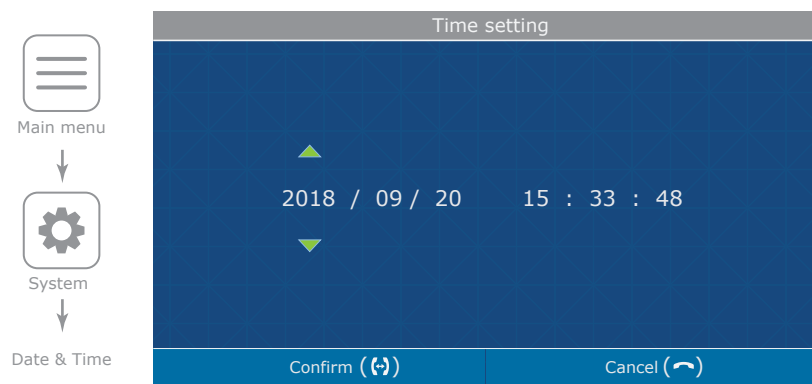 Time setting
Main menu
System
Date & Time
2018 / 09 / 20 15 : 33 : 48
Confirm ( )
Cancel ( )